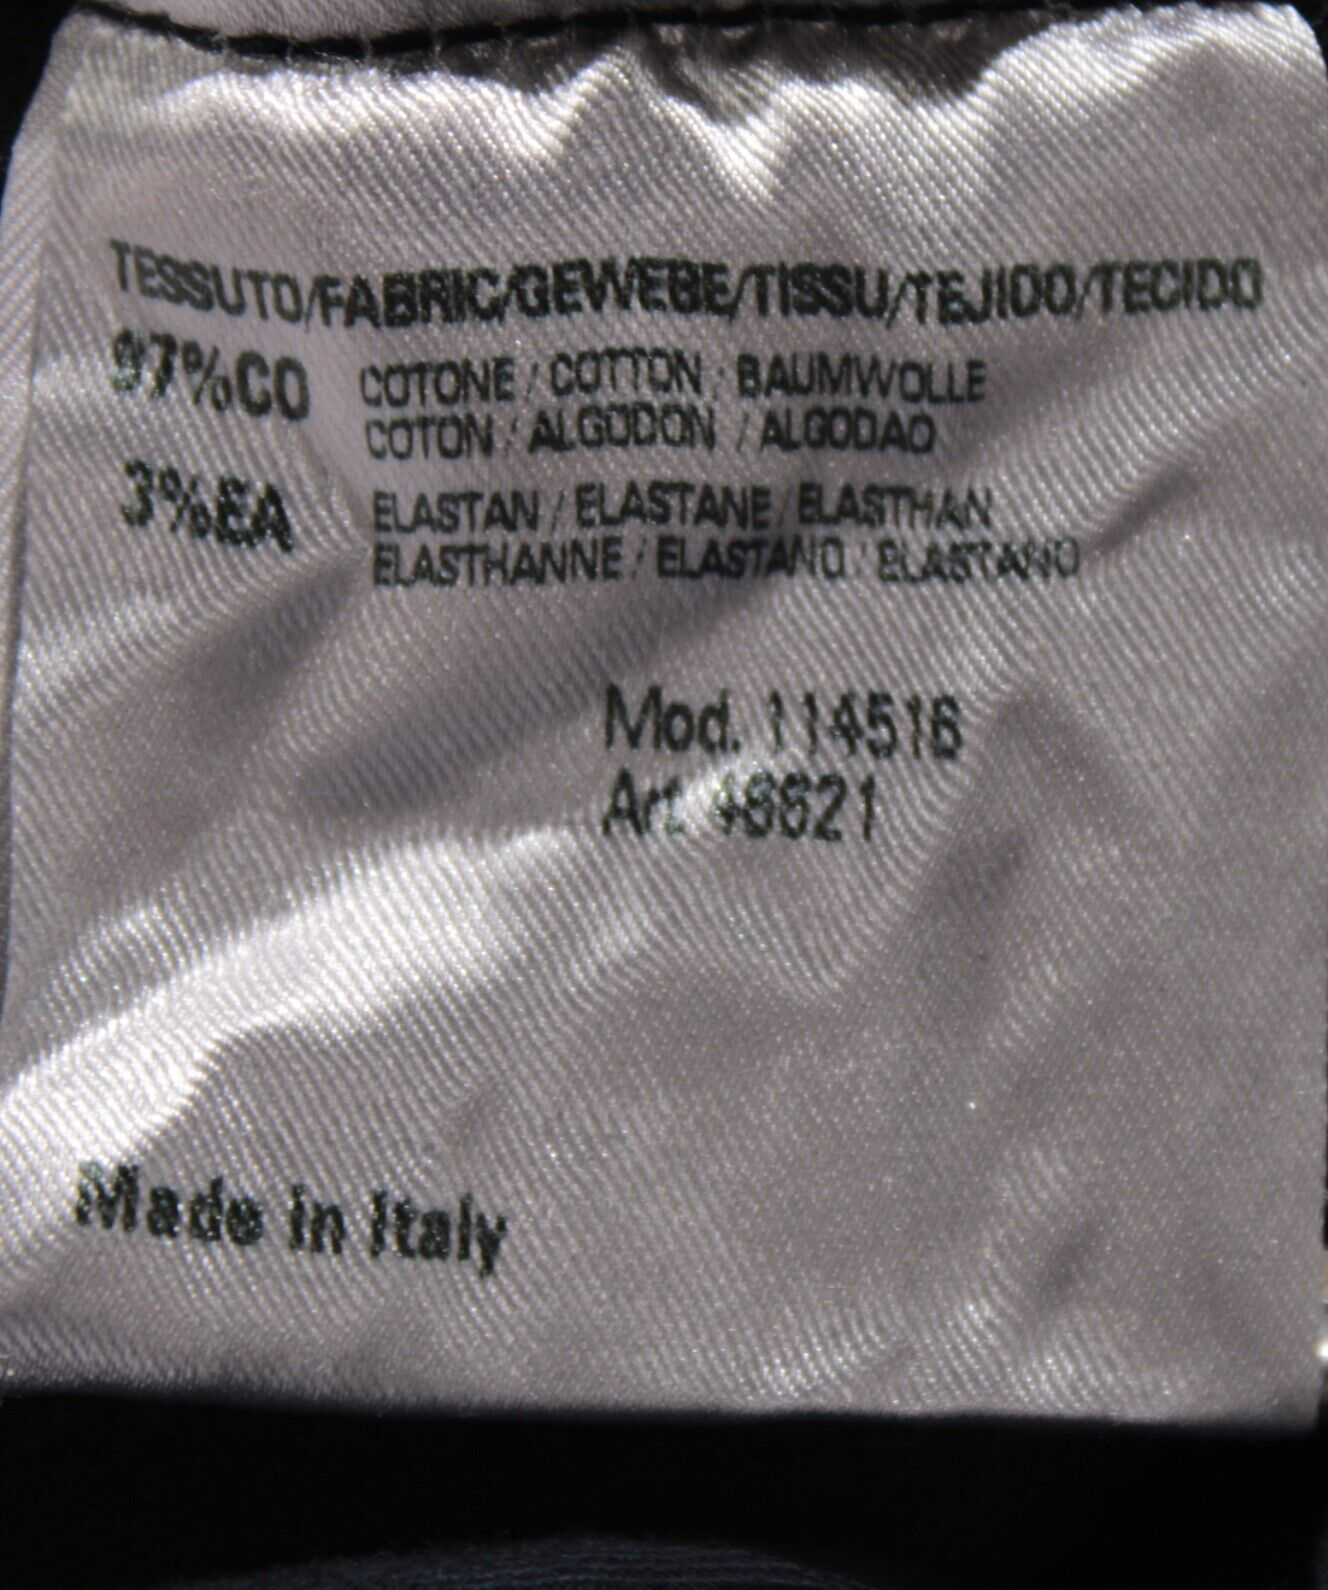 TESSUTO/FABRIC/GEWEBE/TISSU/TEJIDO/TECIDO
97%CO COTONE / COTTON / BAUMWOLLE
COTON / ALGODON / ALGODAO
3%EA ELASTAN / ELASTANE / ELASTHAN
ELASTHANNE / ELASTANO / ELASTANO
Mod. 114516
Art.
Made in Italy